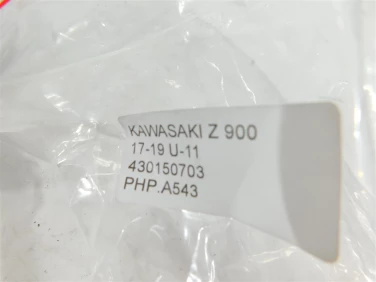 KAWASAKI Z 900
17-19 U-11
430150703
PHP.A543